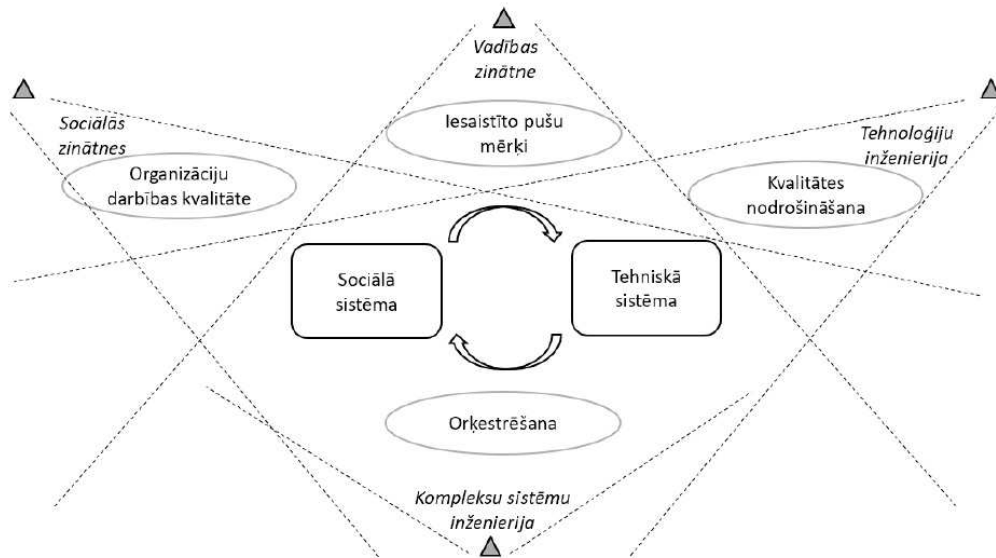 Vadības
zinātne
Sociālās
zinātnes
Iesaistīto pušu
mērķi
Tehnoloģiju
inženierija
Organizāciju
darbības kvalitāte
Kvalitātes
nodrošināšana
Sociālā
sistēma
Tehniskā
sistēma
Orķestrēšana
Kompleksu sistēmu
inženierija